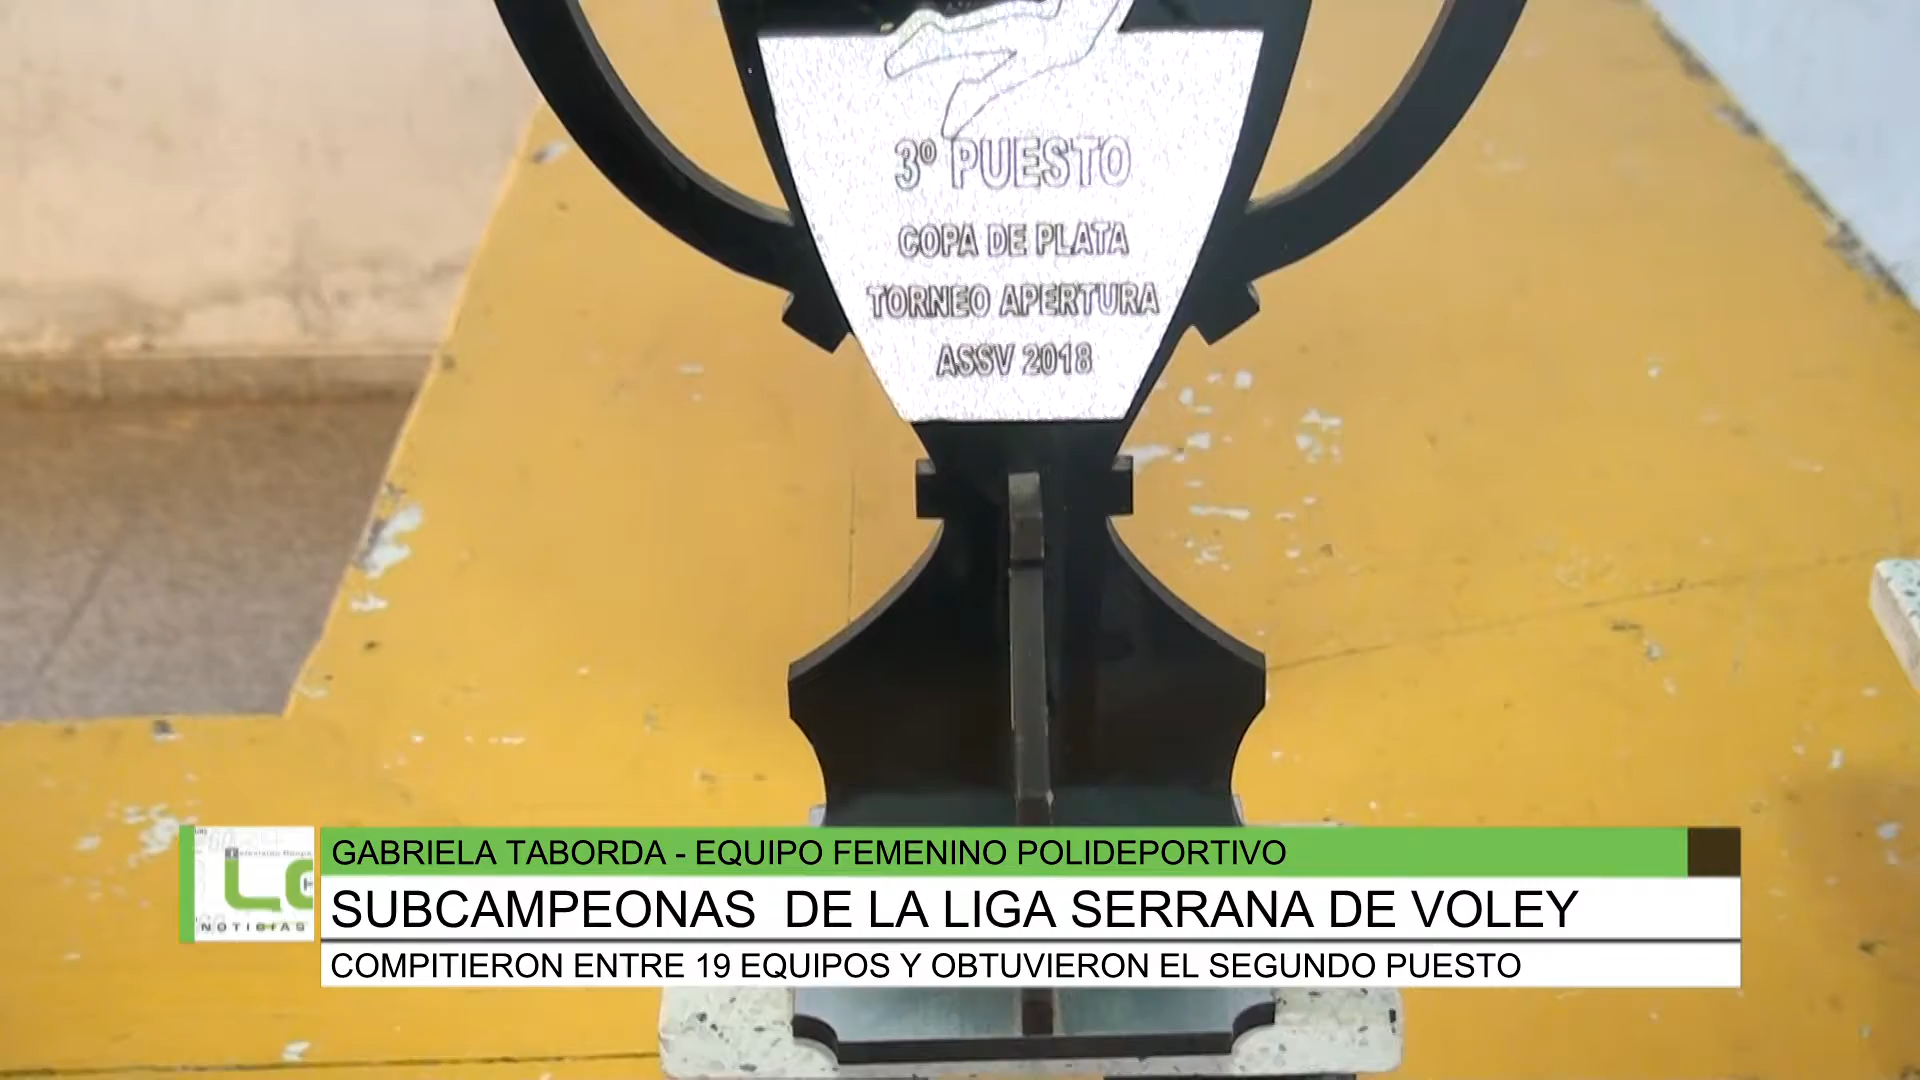 3º PUESTO
COPA DE PLATA
TORNEO APERTURA
ASSV 2018
GABRIELA TABORDA - EQUIPO FEMENINO POLIDEPORTIVO
SUBCAMPEONAS DE LA LIGA SERRANA DE VOLEY
NOTICIAS
COMPITIERON ENTRE 19 EQUIPOS Y OBTUVIERON EL SEGUNDO PUESTO